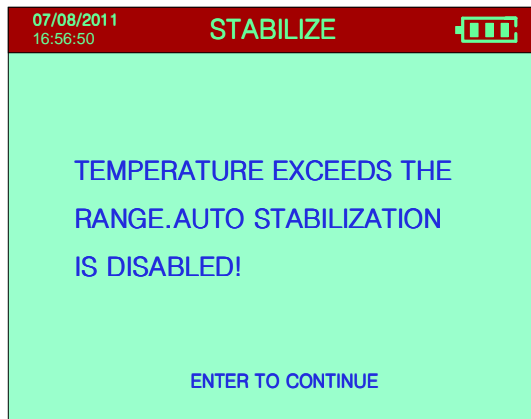 07/08/2011
16:56:50
STABILIZE
TEMPERATURE EXCEEDS THE
RANGE.AUTO STABILIZATION
IS DISABLED!
ENTER TO CONTINUE